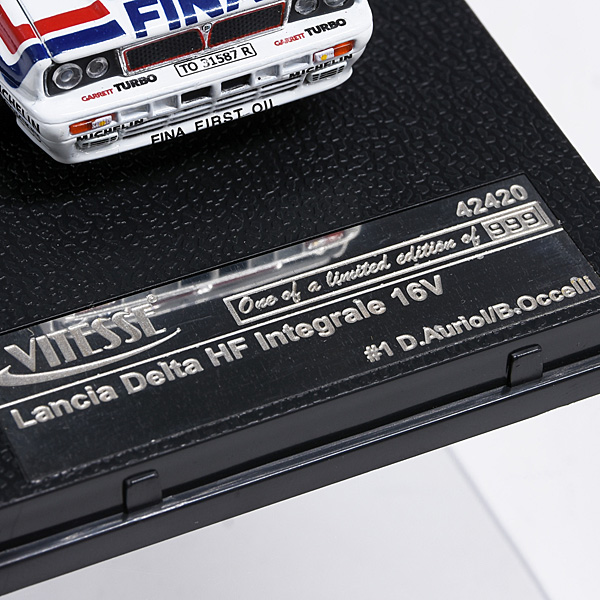 FINA
GARRETT TURBO
GARRETT TURBO
TO 31587 R
MICHELIN
MICHELIN
MICHELIN
FINA FIRST OIL
42420
One of a limited edition of 999
VITESSE®
Lancia Delta HF Integrale 16V
#1 D.Auriol/B.Occelli